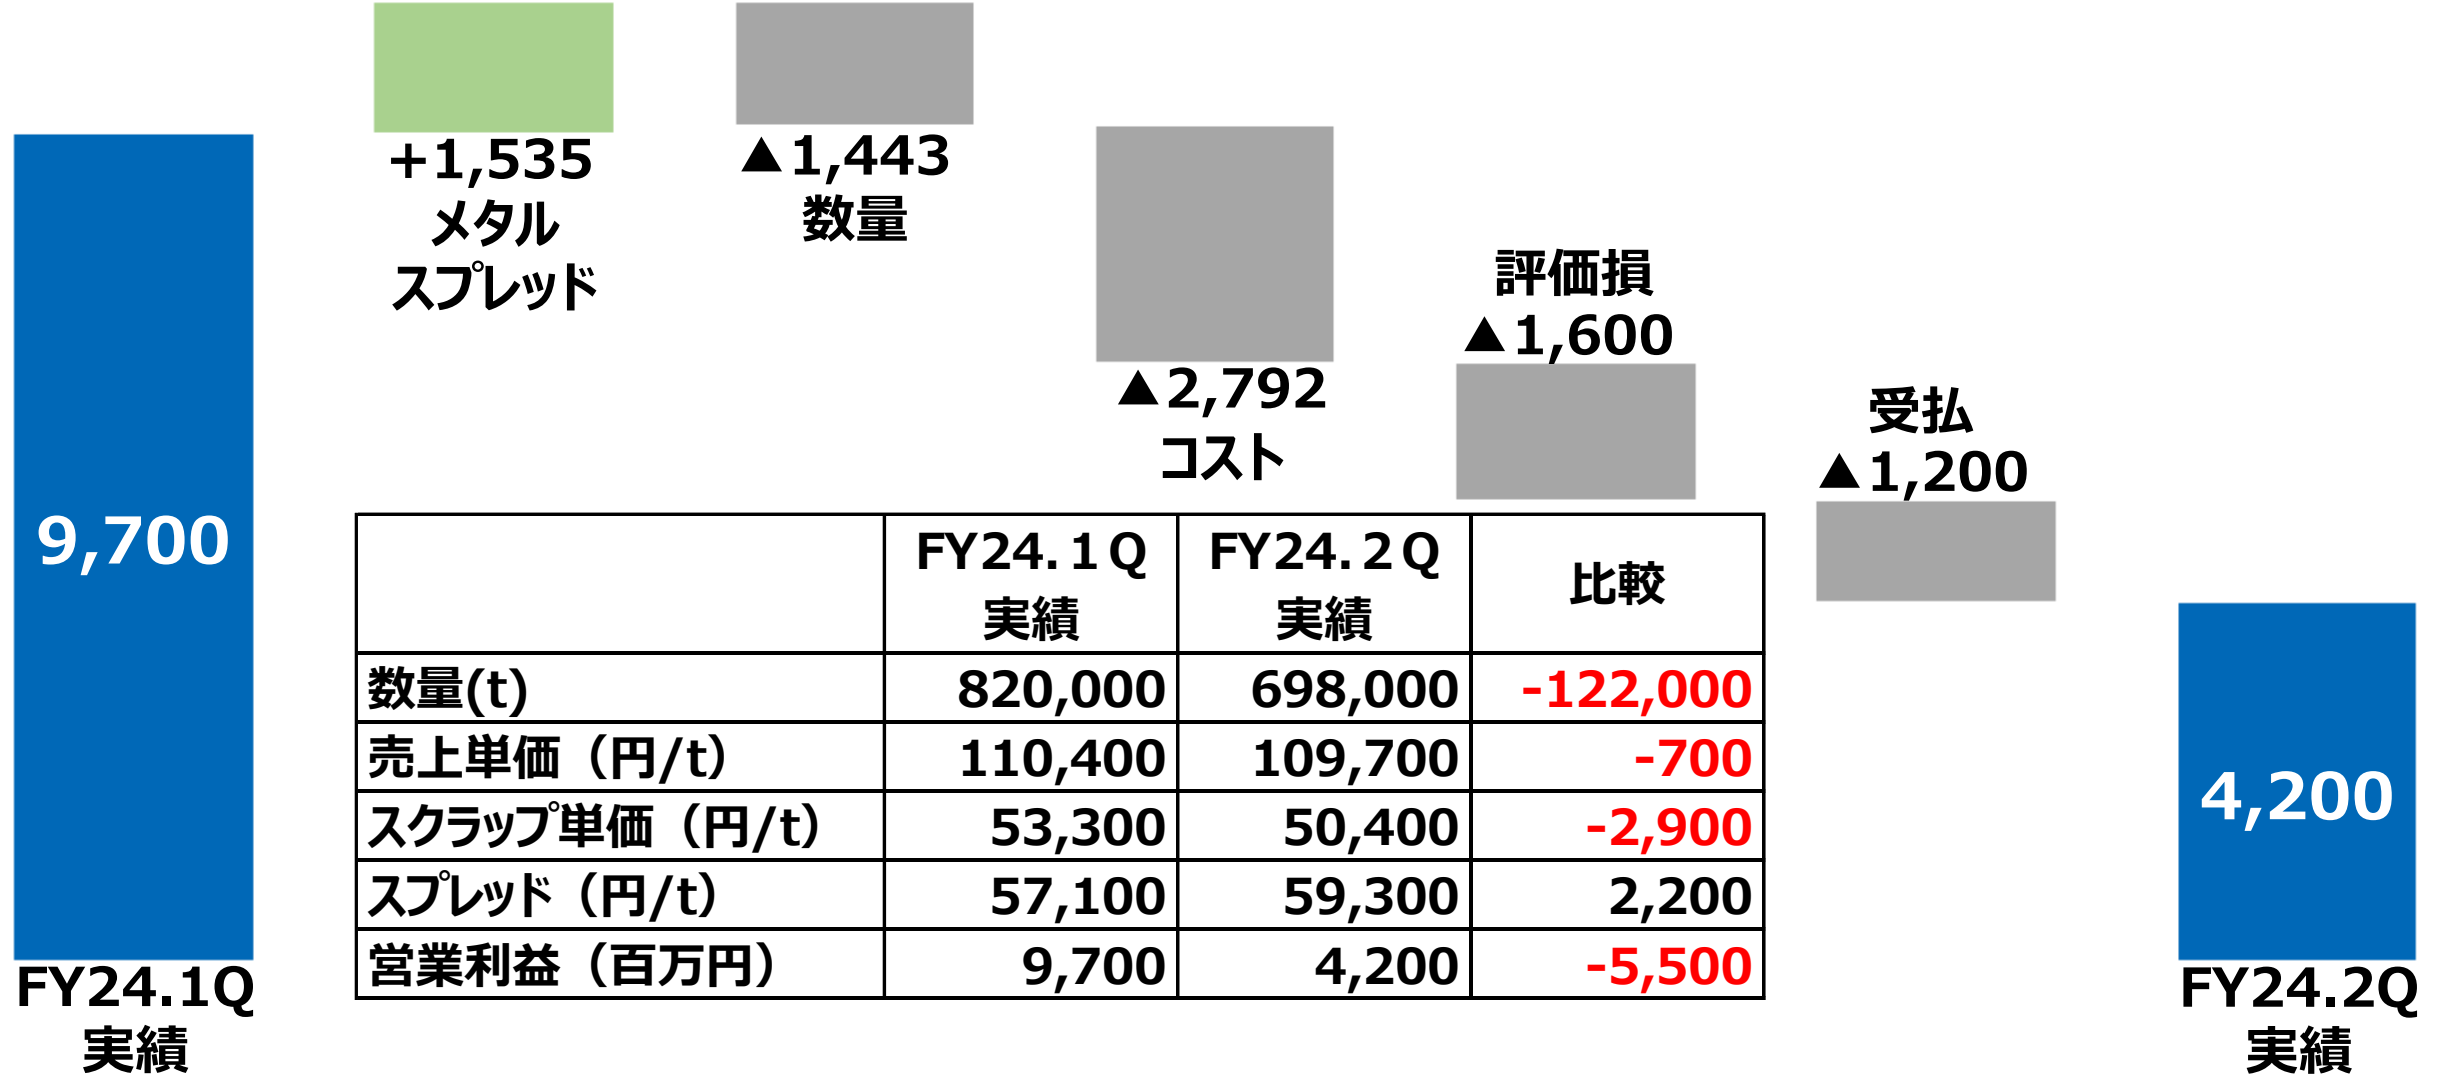 +1,535
メタル
スプレッド
▲1,443
数量
▲2,792
コスト
評価損
▲1,600
受払
▲1,200
9,700
FY24.1Q
実績
4,200
FY24.2Q
実績
FY24.１Q 実績 FY24.２Q 実績 比較
数量(t) 820,000 698,000 -122,000
売上単価（円/t） 110,400 109,700 -700
スクラップ単価（円/t） 53,300 50,400 -2,900
スプレッド（円/t） 57,100 59,300 2,200
営業利益（百万円） 9,700 4,200 -5,500